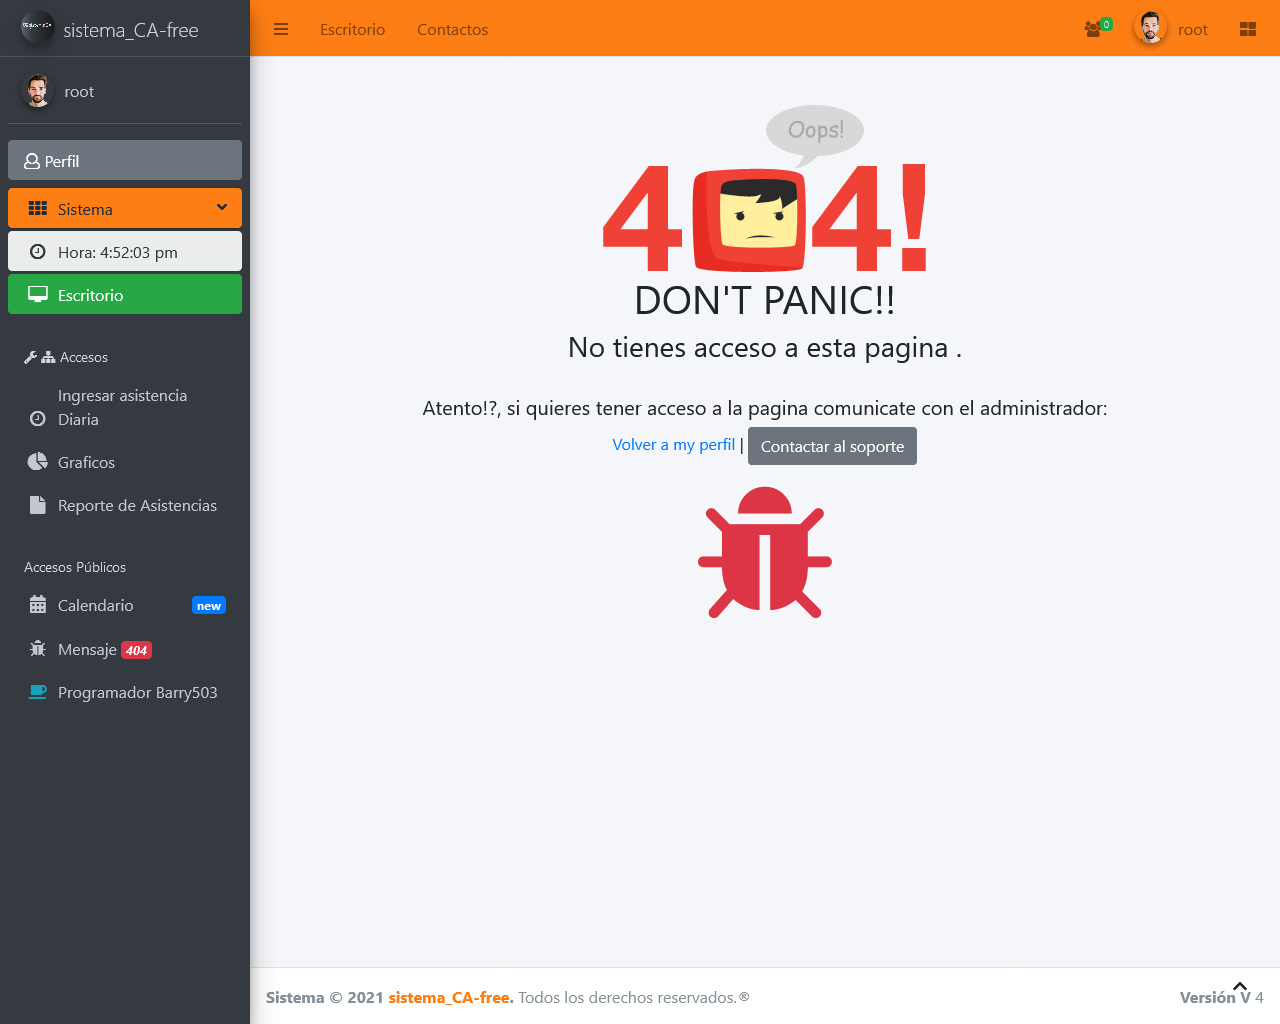 sistema_CA-free
Escritorio
Contactos
0
root
root
Perfil
Sistema
Hora: 4:52:03 pm
Escritorio
Accesos
Ingresar asistencia
Diaria
Graficos
Reporte de Asistencias
Accesos Públicos
Calendario new
Mensaje 404
Programador Barry503
Oops!
4 4!
DON'T PANIC!!
No tienes acceso a esta pagina .
Atento!?, si quieres tener acceso a la pagina comunicate con el administrador:
Volver a my perfil | Contactar al soporte
Sistema © 2021 sistema_CA-free. Todos los derechos reservados.®
Versión V 4